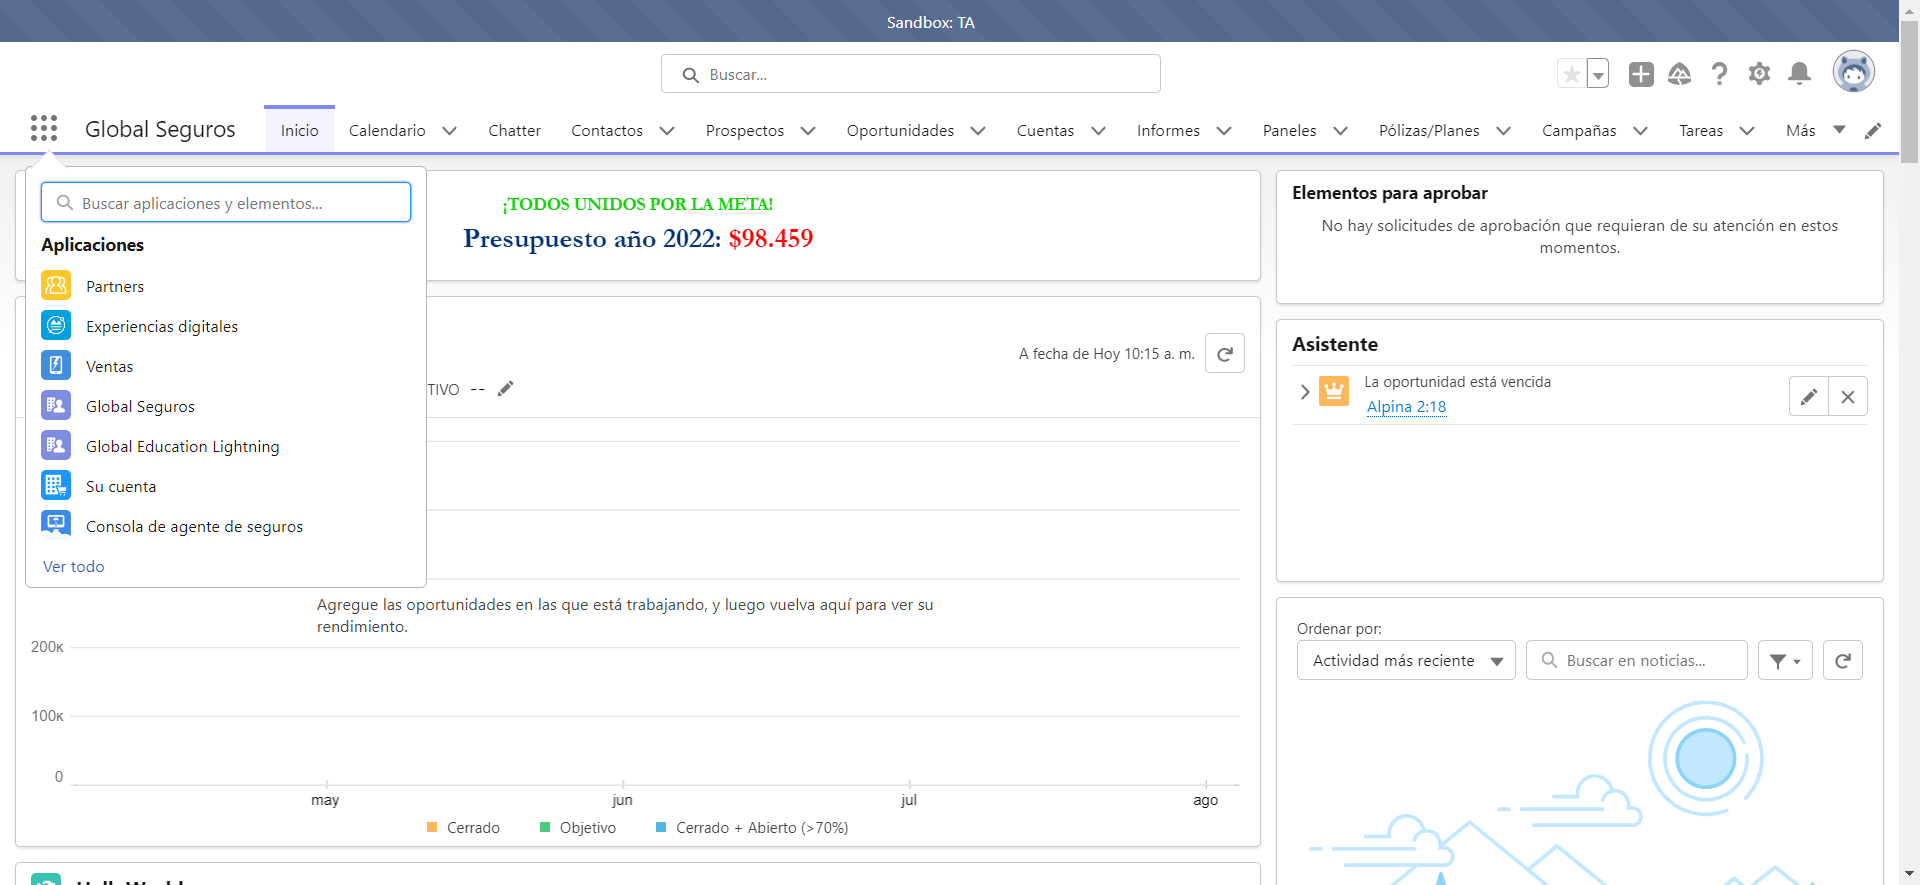 Sandbox: TA
Buscar...
Global Seguros
Inicio
Calendario
Chatter
Contactos
Prospectos
Oportunidades
Cuentas
Informes
Paneles
Pólizas/Planes
Campañas
Tareas
Más
Buscar aplicaciones y elementos...
Aplicaciones
Partners
Experiencias digitales
Ventas
Global Seguros
Global Education Lightning
Su cuenta
Consola de agente de seguros
Ver todo
¡TODOS UNIDOS POR LA META!
Presupuesto año 2022: $98.459
A fecha de Hoy 10:15 a. m.
TIVO --
Agregue las oportunidades en las que está trabajando, y luego vuelva aquí para ver su
rendimiento.
200K
100K
0
may
jun
jul
ago
Cerrado
Objetivo
Cerrado + Abierto (>70%)
Elementos para aprobar
No hay solicitudes de aprobación que requieran de su atención en estos
momentos.
Asistente
La oportunidad está vencida
Alpina 2:18
Ordenar por:
Actividad más reciente
Buscar en noticias...